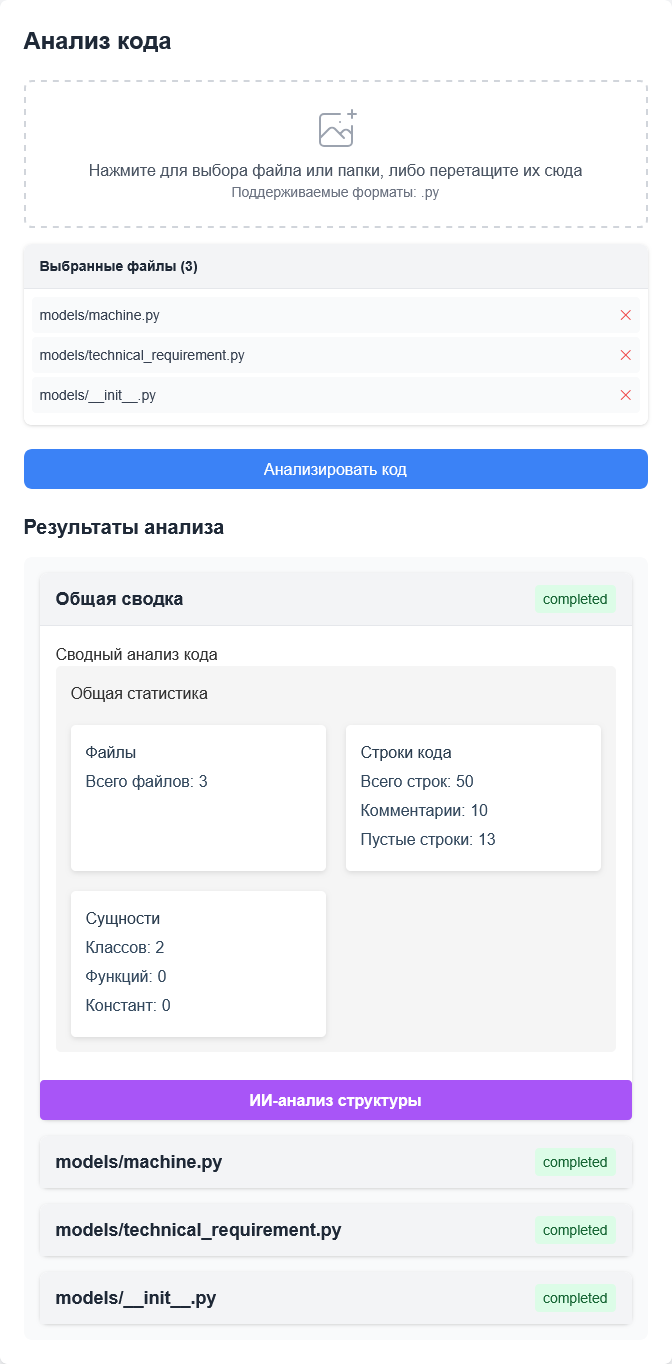 Анализ кода
Нажмите для выбора файла или папки, либо перетащите их сюда
Поддерживаемые форматы: .py
Выбранные файлы (3)
models/machine.py
models/technical_requirement.py
models/__init__.py
Анализировать код
Результаты анализа
Общая сводка
completed
Сводный анализ кода
Общая статистика
Файлы
Всего файлов: 3
Строки кода
Всего строк: 50
Комментарии: 10
Пустые строки: 13
Сущности
Классов: 2
Функций: 0
Констант: 0
ИИ-анализ структуры
models/machine.py
completed
models/technical_requirement.py
completed
models/__init__.py
completed